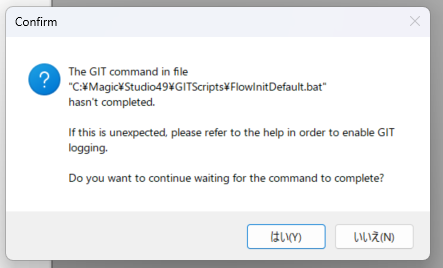 Confirm
The GIT command in file
"C:¥Magic¥Studio49¥GITScripts¥FlowInitDefault.bat"
hasn't completed.
If this is unexpected, please refer to the help in order to enable GIT
logging.
Do you want to continue waiting for the command to complete?
はい(Y)
いいえ(N)